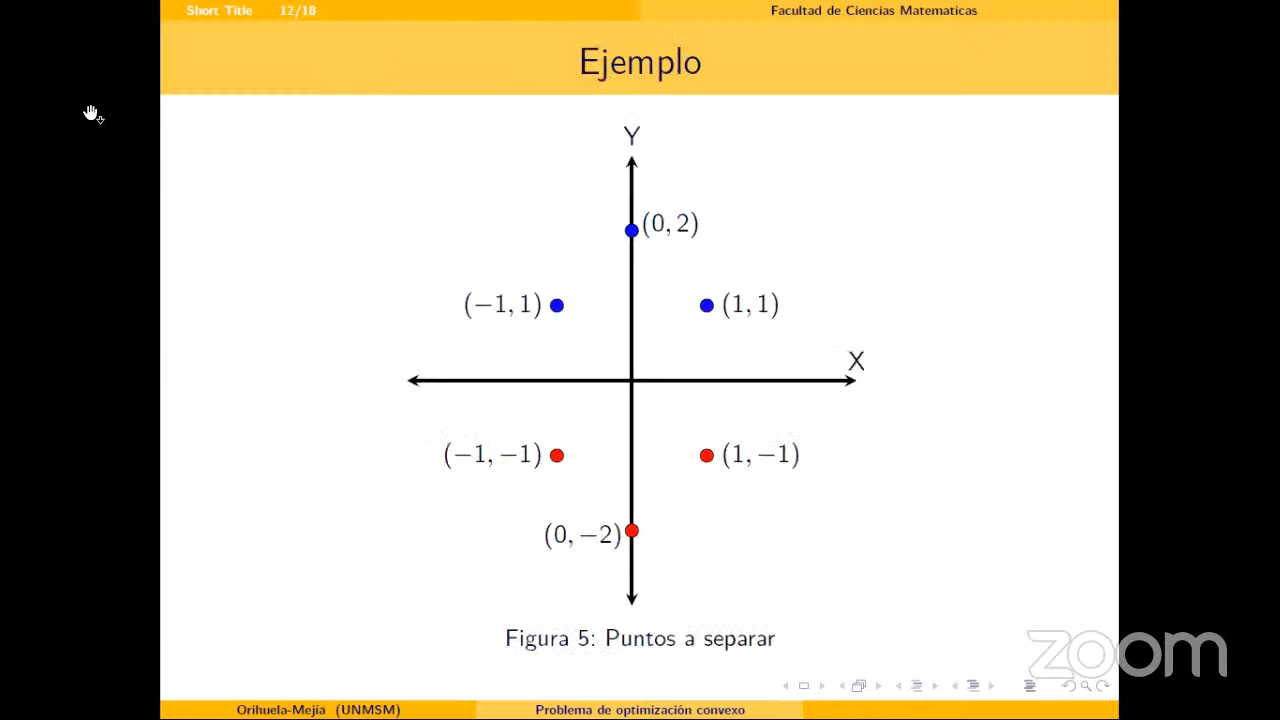 Short Title 12/18 Facultad de Ciencias Matematicas
Ejemplo
Y
(0, 2)
(−1, 1) (1, 1)
X
(−1, −1) (1, −1)
(0, −2)
Figura 5: Puntos a separar
zoom
Orihuela-Mejía (UNMSM) Problema de optimización convexo